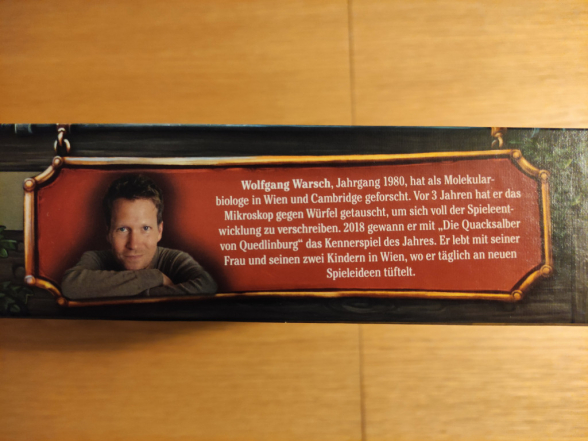 Wolfgang Warsch, Jahrgang 1980, hat als Molekular-
biologe in Wien und Cambridge geforscht. Vor 3 Jahren hat er das
Mikroskop gegen Würfel getauscht, um sich voll der Spieleent-
wicklung zu verschreiben. 2018 gewann er mit „Die Quacksalber
von Quedlinburg“ das Kennerspiel des Jahres. Er lebt mit seiner
Frau und seinen zwei Kindern in Wien, wo er täglich an neuen
Spieleideen tüftelt.